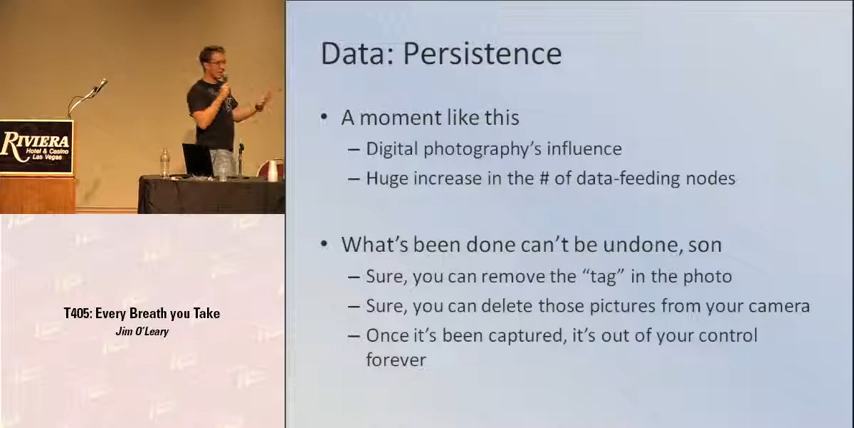 RIVIERA
Hotel & Casino
Las Vegas
T405: Every Breath you Take
Jim O'Leary
Data: Persistence
• A moment like this
– Digital photography's influence
– Huge increase in the # of data-feeding nodes
• What's been done can't be undone, son
– Sure, you can remove the "tag" in the photo
– Sure, you can delete those pictures from your camera
– Once it's been captured, it's out of your control
forever